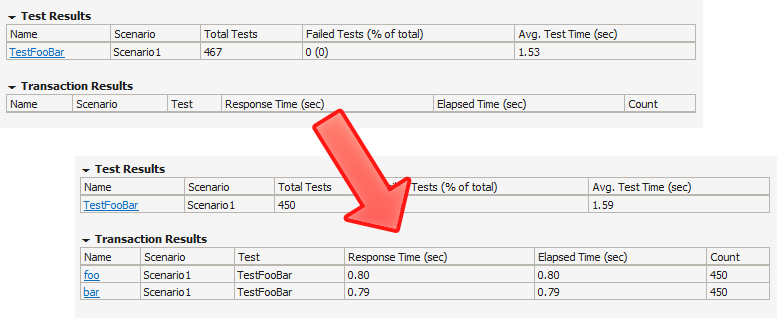 Test Results
Name Scenario Total Tests Failed Tests (% of total) Avg. Test Time (sec)
TestFooBar Scenario1 467 0 (0) 1.53
Transaction Results
Name Scenario Test Response Time (sec) Elapsed Time (sec) Count
Test Results
Name Scenario Total Tests Tests (% of total) Avg. Test Time (sec)
TestFooBar Scenario1 450 1.59
Transaction Results
Name Scenario Test Response Time (sec) Elapsed Time (sec) Count
foo Scenario1 TestFooBar 0.80 0.80 450
bar Scenario1 TestFooBar 0.79 0.79 450